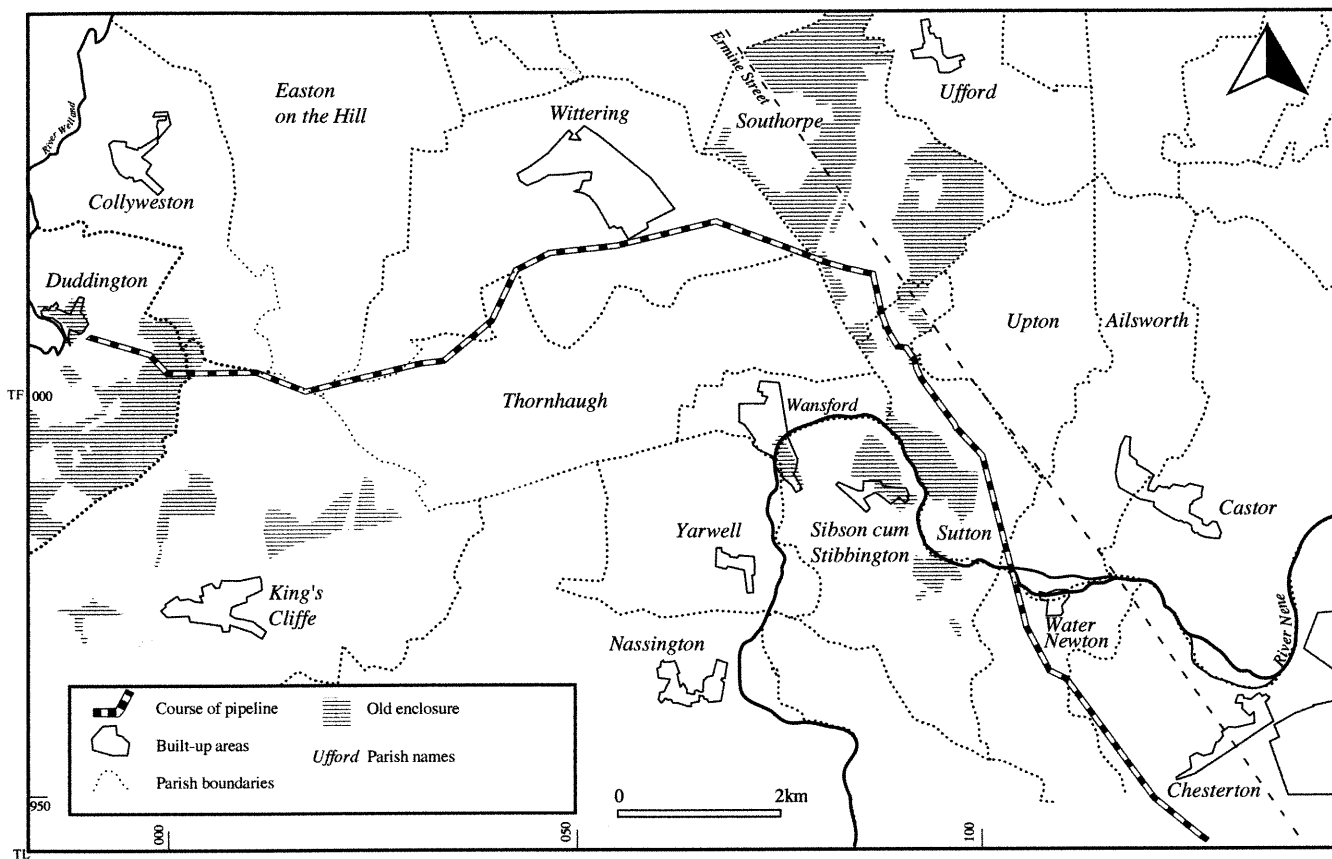 Ufford
Ermine Street
Easton
on the Hill
Wittering
Southorpe
River Welland
Collyweston
Duddington
Upton
Ailsworth
TF
000
Thornhaugh
Wansford
Castor
Yarwell
Sibson cum
Stibbington
Sutton
King's
Cliffe
Water
Newton
River Nene
Nassington
Course of pipeline
Old enclosure
Built-up areas
Ufford Parish names
Parish boundaries
Chesterton
950
0
2km
000
050
100
TL